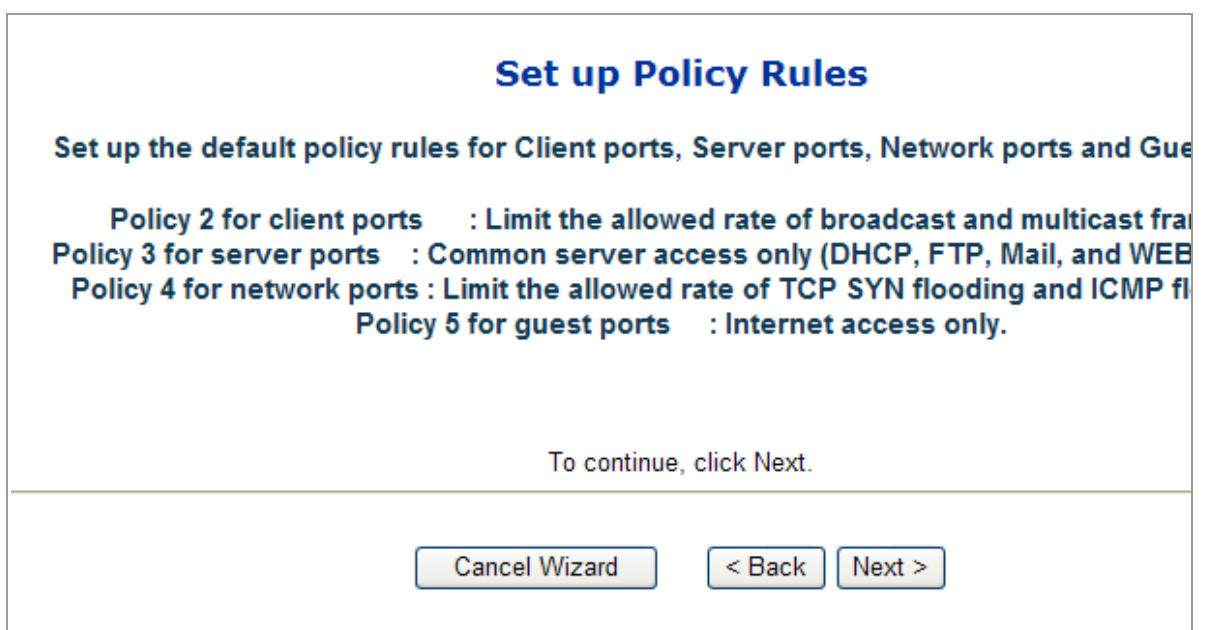 Set up Policy Rules
Set up the default policy rules for Client ports, Server ports, Network ports and
Policy 2 for client ports : Limit the allowed rate of broadcast and multicast
Policy 3 for server ports : Common server access only (DHCP, FTP, Mail, and WEB
Policy 4 for network ports : Limit the allowed rate of TCP SYN flooding and ICMP
Policy 5 for guest ports : Internet access only.
To continue, click Next.
Cancel Wizard < Back Next >